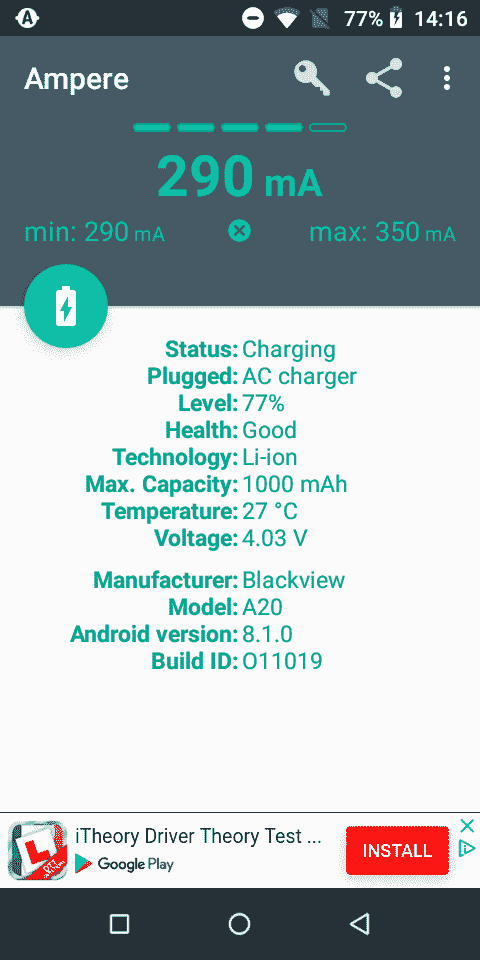 A 77% 14:16
Ampere
290 mA
min: 290 mA max: 350 mA
Status: Charging
Plugged: AC charger
Level: 77%
Health: Good
Technology: Li-ion
Max. Capacity: 1000 mAh
Temperature: 27 °C
Voltage: 4.03 V
Manufacturer: Blackview
Model: A20
Android version: 8.1.0
Build ID: O11019
L
iTheory Driver Theory Test ...
Google Play
INSTALL